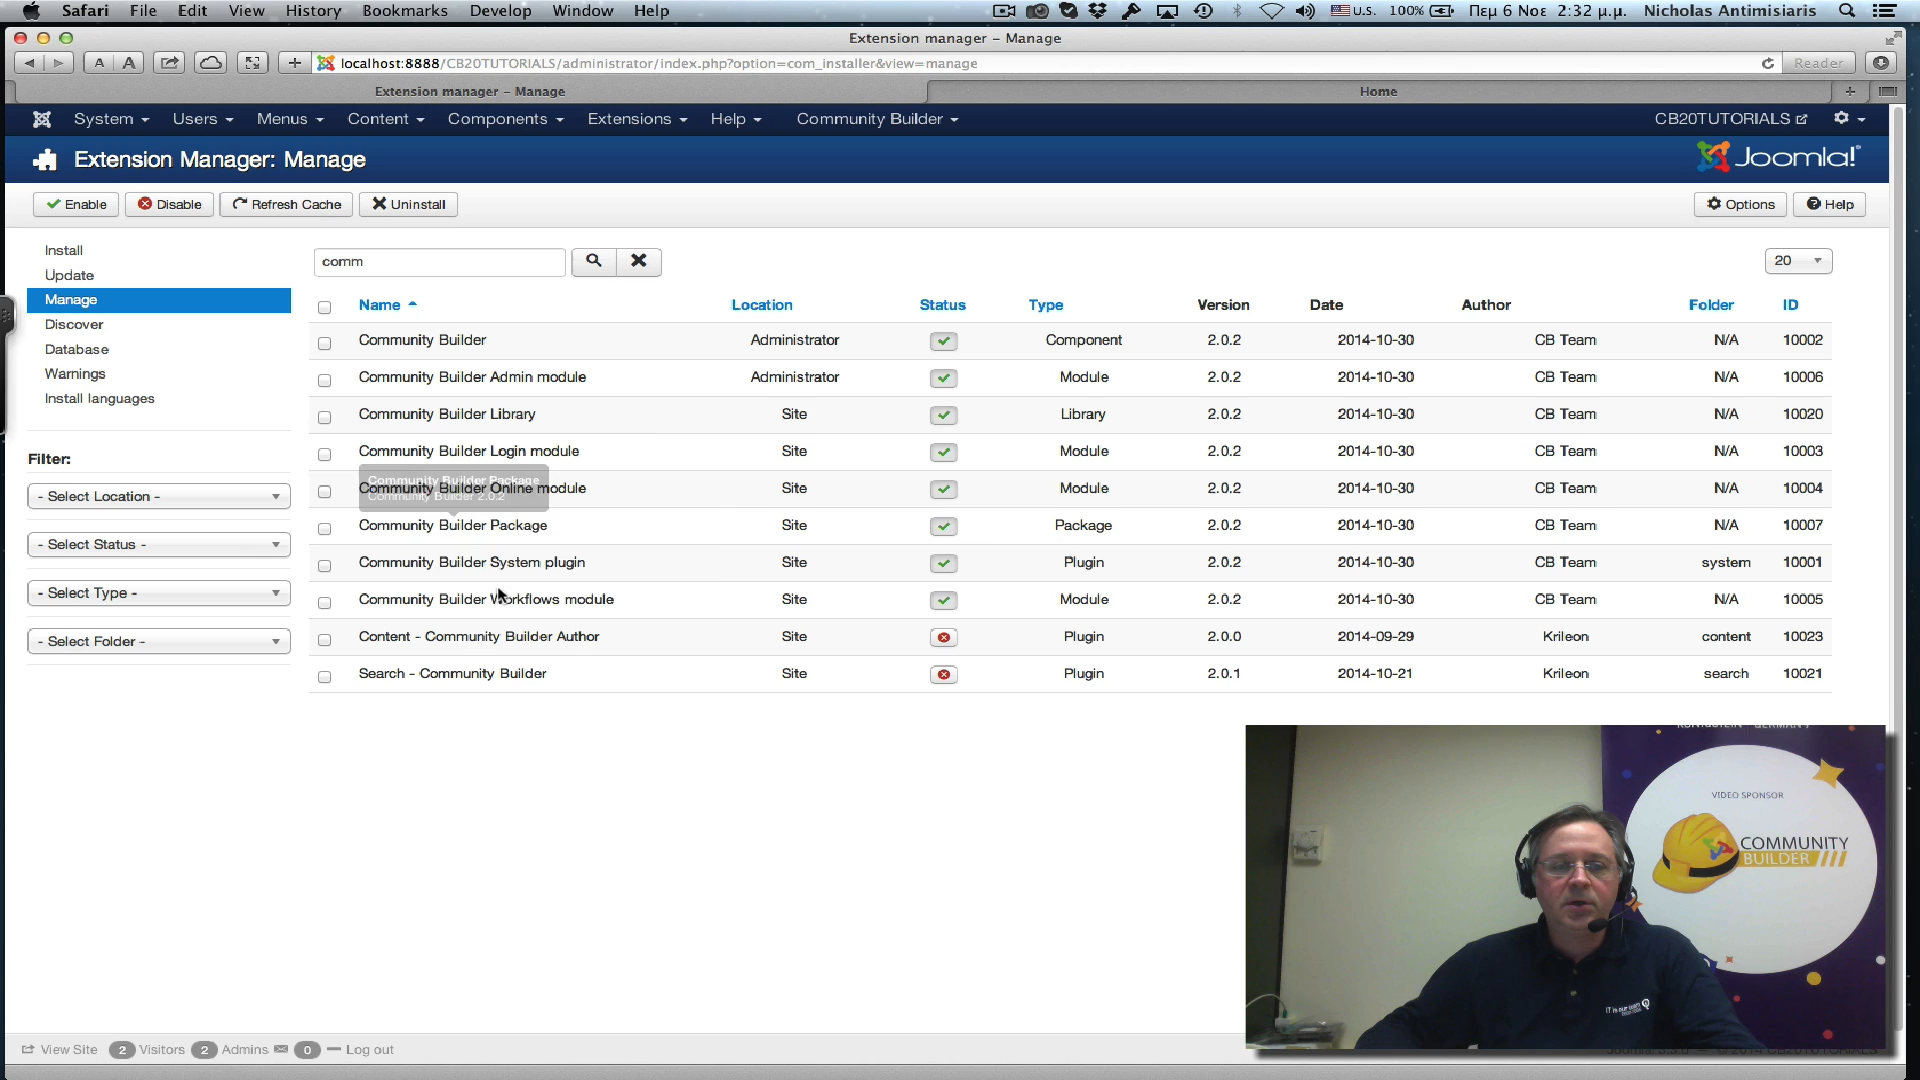 Safari File Edit View History Bookmarks Develop Window Help U.S. 100% Πεμ 6 Νοε 2:32 μ.μ. Nicholas Antimisiaris
Extension manager – Manage
A A localhost:8888/CB20TUTORIALS/administrator/index.php?option=com_installer&view=manage Reader
Extension manager – Manage Home
System Users Menus Content Components Extensions Help Community Builder CB20TUTORIALS
Extension Manager: Manage Joomla!
Enable Disable Refresh Cache Uninstall Options Help
Install
Update
Manage
Discover
Database
Warnings
Install languages
Filter:
- Select Location -
- Select Status -
- Select Type -
- Select Folder -
comm 20
Name Location Status Type Version Date Author Folder ID
Community Builder Administrator Component 2.0.2 2014-10-30 CB Team N/A 10002
Community Builder Admin module Administrator Module 2.0.2 2014-10-30 CB Team N/A 10006
Community Builder Library Site Library 2.0.2 2014-10-30 CB Team N/A 10020
Community Builder Login module Site Module 2.0.2 2014-10-30 CB Team N/A 10003
Community Builder Package
Community Builder Online module Site Module 2.0.2 2014-10-30 CB Team N/A 10004
Community Builder 2.0.2
Community Builder Package Site Package 2.0.2 2014-10-30 CB Team N/A 10007
Community Builder System plugin Site Plugin 2.0.2 2014-10-30 CB Team system 10001
Community Builder Workflows module Site Module 2.0.2 2014-10-30 CB Team N/A 10005
Content - Community Builder Author Site Plugin 2.0.0 2014-09-29 Krileon content 10023
Search - Community Builder Site Plugin 2.0.1 2014-10-21 Krileon search 10021
VIDEO SPONSOR
COMMUNITY
BUILDER
View Site 2 Visitors 2 Admins 0 Log out